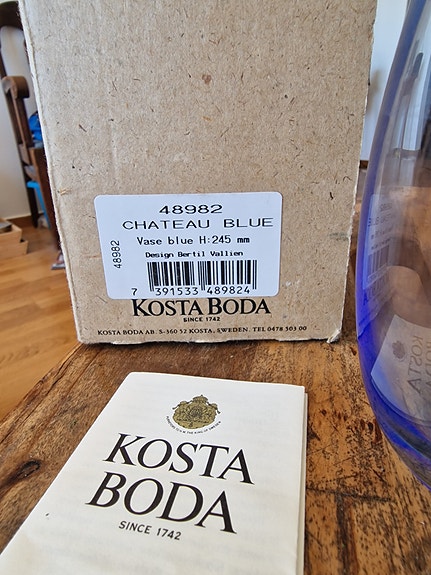 48982
CHATEAU BLUE
Vase blue H:245 mm
Design Bertil Vallien
48982
7 391533 489824
KOSTA BODA
SINCE 1742
KOSTA BODA AB. S-360 52 KOSTA, SWEDEN. TEL 0478 503 00
KOSTA
BODA
SINCE 1742